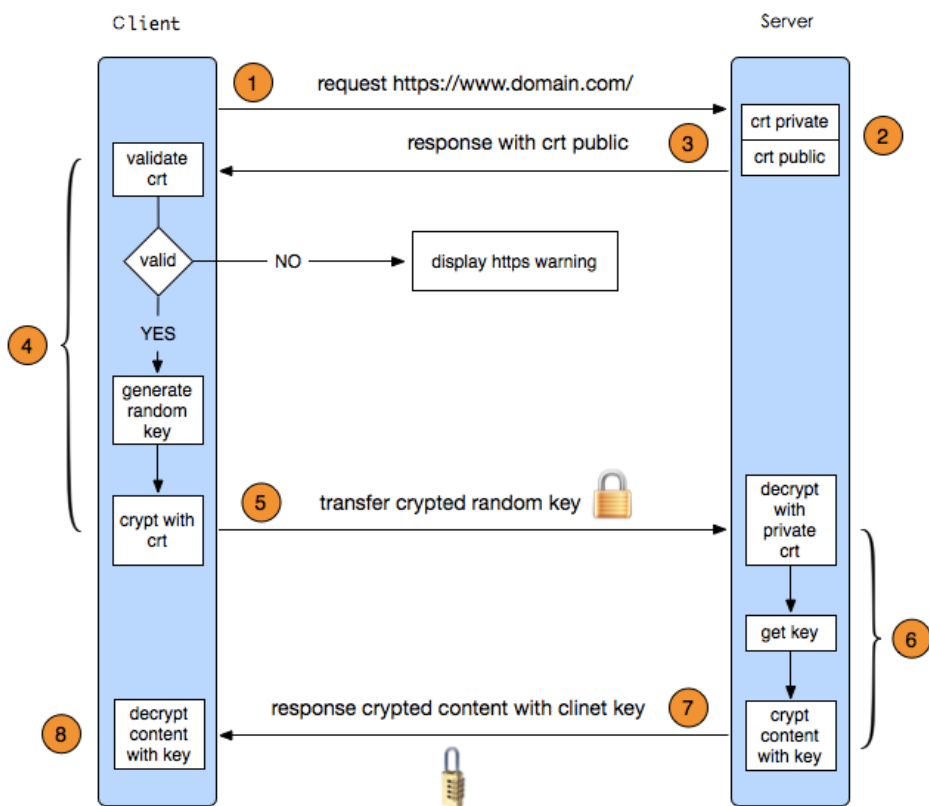 Client
Server
1
request https://www.domain.com/
crt private
2
crt public
response with crt public
3
validate
crt
valid
NO
display https warning
4
YES
generate
random
key
5
transfer crypted random key
crypt with
crt
decrypt
with
private
crt
get key
6
response crypted content with clinet key
7
crypt
content
with key
8
decrypt
content
with key